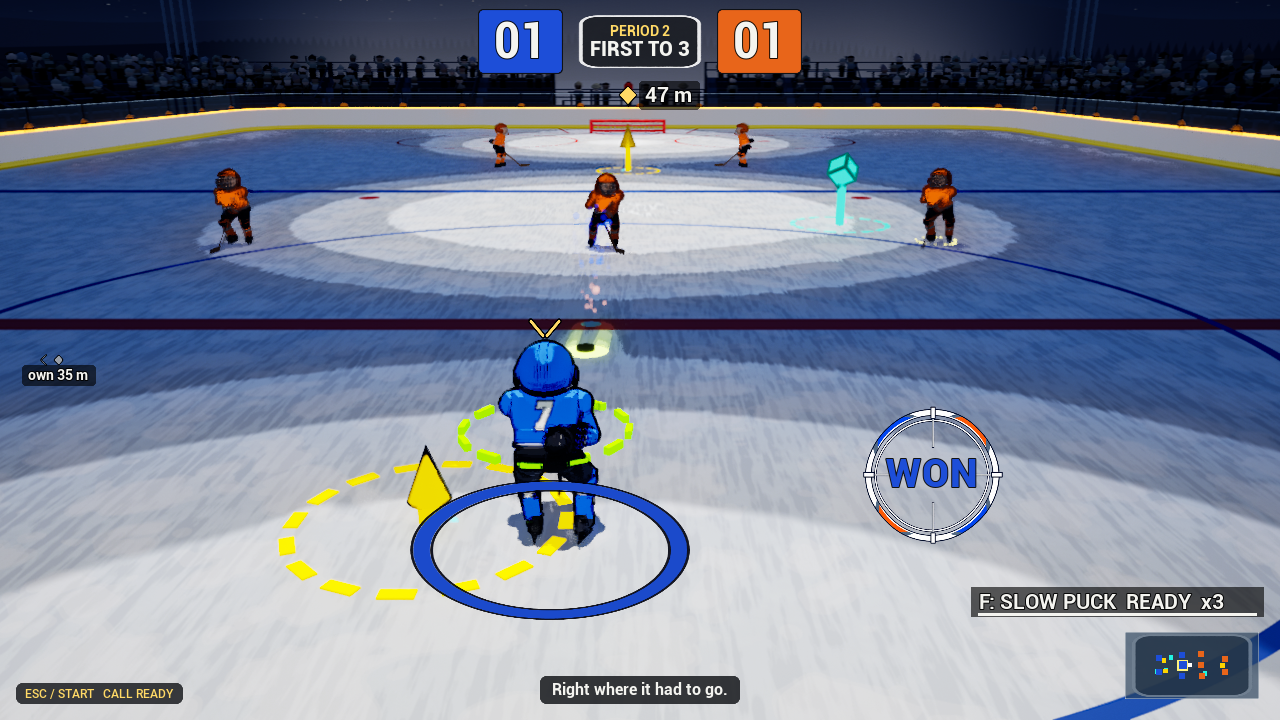 01
PERIOD 2
FIRST TO 3
01
47 m
own 35 m
7
WON
F: SLOW PUCK READY x3
ESC / START CALL READY
Right where it had to go.